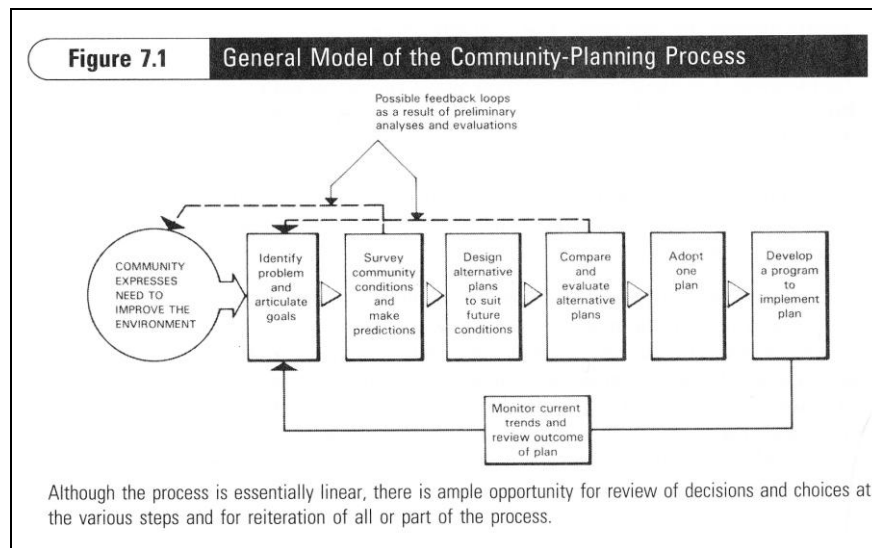 Figure 7.1
General Model of the Community-Planning Process
Possible feedback loops
as a result of preliminary
analyses and evaluations
COMMUNITY
EXPRESSES
NEED TO
IMPROVE THE
ENVIRONMENT
Identify
problem
and
articulate
goals
Survey
community
conditions
and
make
predictions
Design
alternative
plans
to suit
future
conditions
Compare
and
evaluate
alternative
plans
Adopt
one
plan
Develop
a program
to
implement
plan
Monitor current
trends and
review outcome
of plan
Although the process is essentially linear, there is ample opportunity for review of decisions and choices at
the various steps and for reiteration of all or part of the process.